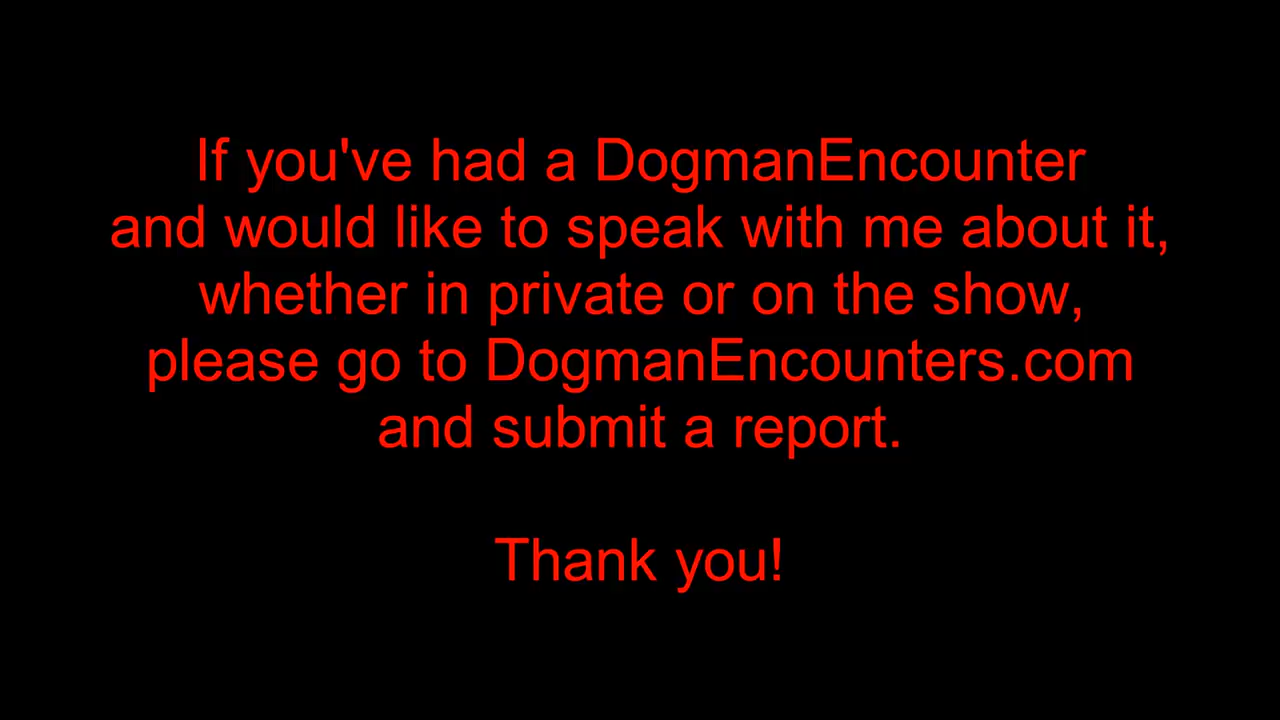 If you've had a DogmanEncounter
and would like to speak with me about it,
whether in private or on the show,
please go to DogmanEncounters.com
and submit a report.
Thank you!